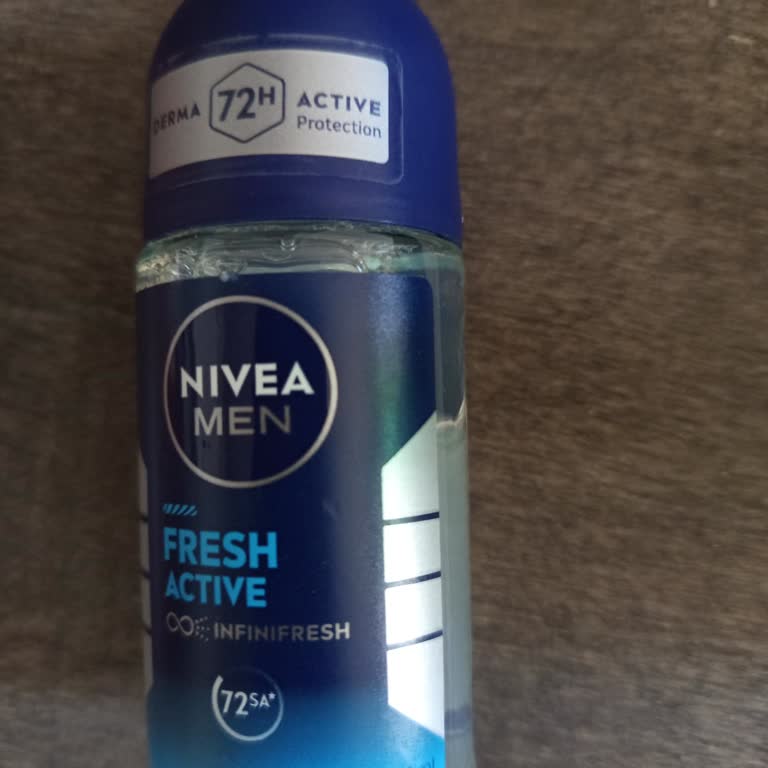 DERMA 72H ACTIVE
Protection
NIVEA
MEN
FRESH
ACTIVE
INFINIFRESH
72SA*